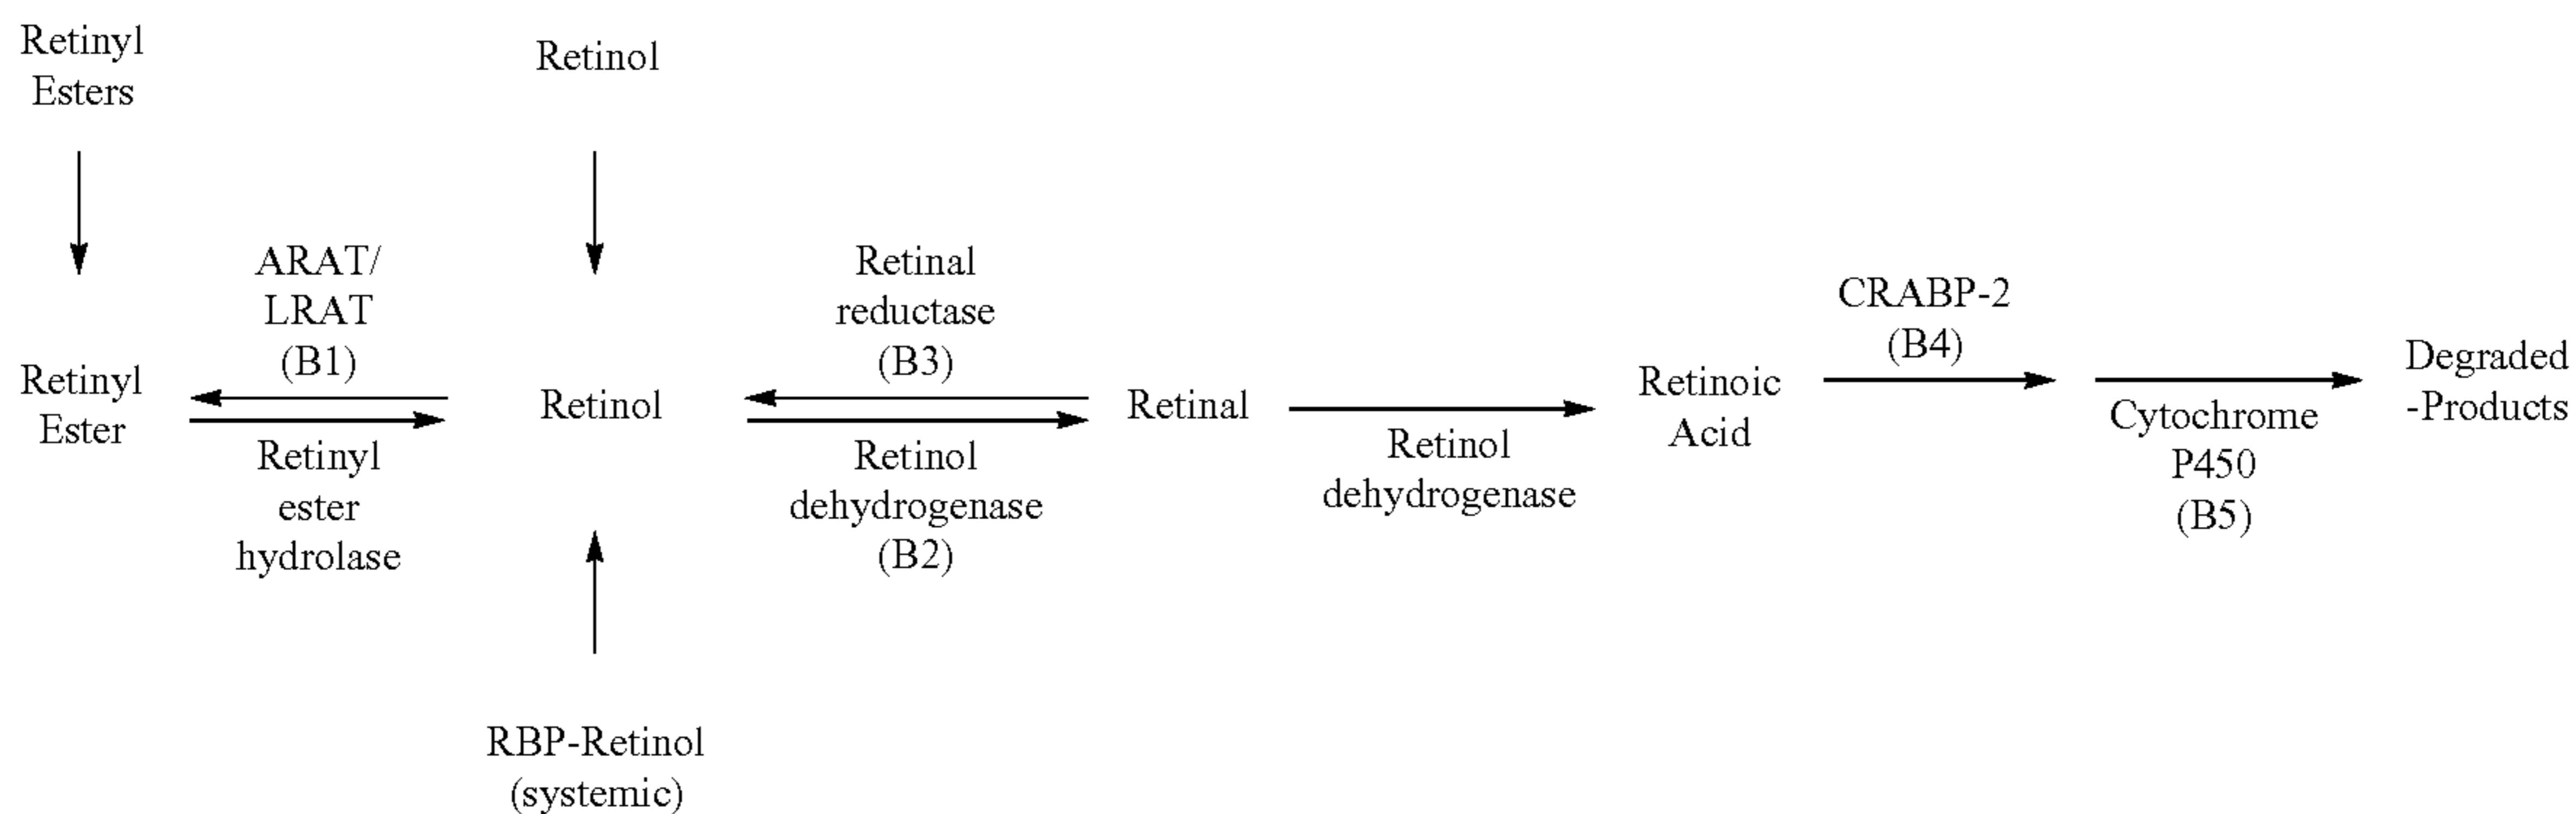 Retinyl
Esters
Retinol
ARAT/
LRAT
(B1)
Retinal
reductase
(B3)
CRABP-2
(B4)
Retinyl
Ester
Retinol
Retinal
Retinoic
Acid
Degraded
-Products
Retinyl
ester
hydrolase
Retinol
dehydrogenase
(B2)
Retinol
dehydrogenase
Cytochrome
P450
(B5)
RBP-Retinol
(systemic)